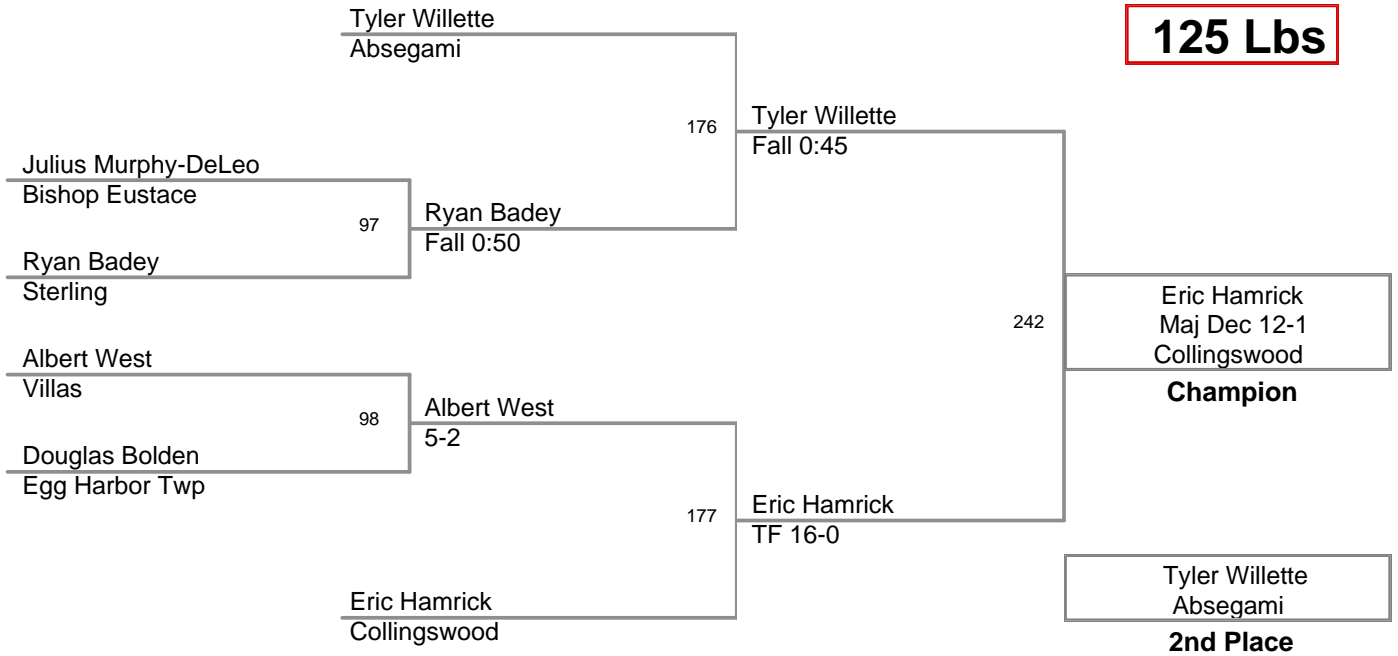 Tyler Willette
Absegami
125 Lbs
176
Tyler Willette
Fall 0:45
Julius Murphy-DeLeo
Bishop Eustace
97
Ryan Badey
Fall 0:50
Ryan Badey
Sterling
242
Eric Hamrick
Maj Dec 12-1
Collingswood
Champion
Albert West
Villas
98
Albert West
5-2
Douglas Bolden
Egg Harbor Twp
177
Eric Hamrick
TF 16-0
Eric Hamrick
Collingswood
Tyler Willette
Absegami
2nd Place